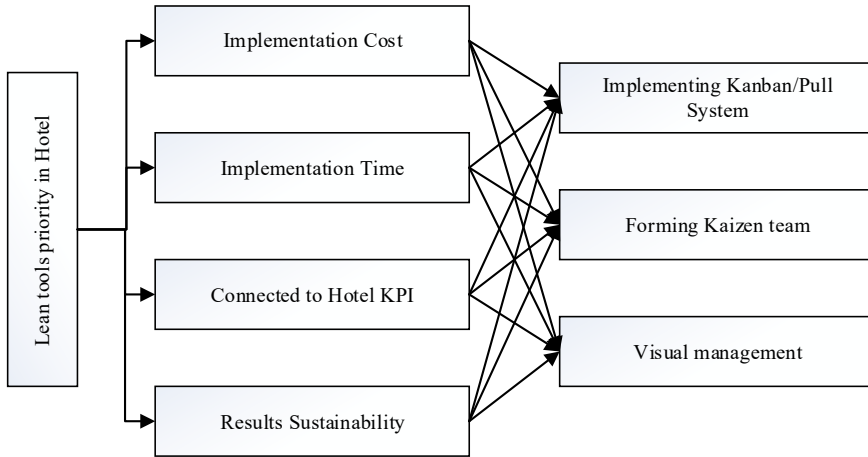 Lean tools priority in Hotel
Implementation Cost
Implementation Time
Connected to Hotel KPI
Results Sustainability
Implementing Kanban/Pull
System
Forming Kaizen team
Visual management